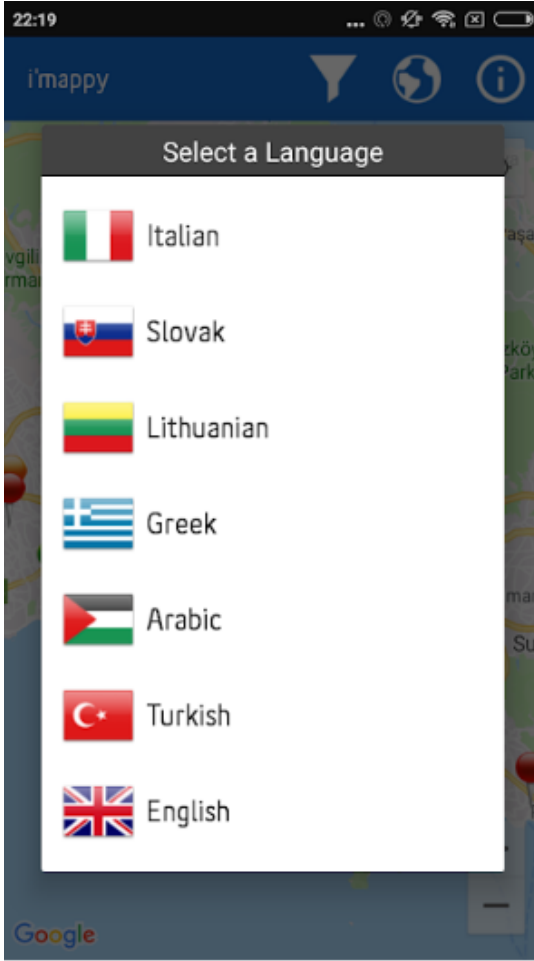 22:19
...
i'mappy
Select a Language
Italian
Slovak
Lithuanian
Greek
Arabic
Turkish
English
Google